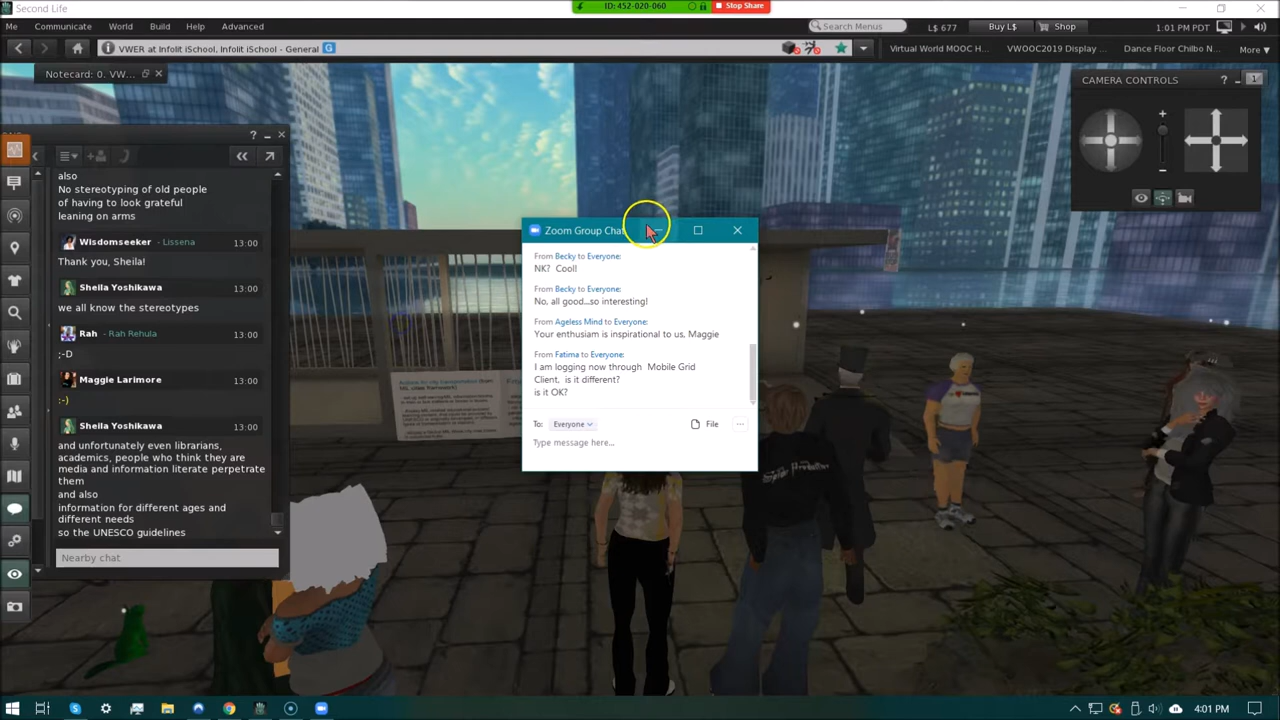 Second Life
ID: 452-020-060
Stop Share
Me Communicate World Build Help Advanced
Search Menus
L$ 677
Buy L$
Shop
1:01 PM PDT
VWER at Infolit iSchool, Infolit iSchool - General
G
Virtual World MOOC H...
VWOOC2019 Display ...
Dance Floor Chilbo N...
More
Notecard: 0. VW...
CAMERA CONTROLS
1
also
No stereotyping of old people
of having to look grateful
leaning on arms
Wisdomseeker - Lissena 13:00
Thank you, Sheila!
Sheila Yoshikawa 13:00
we all know the stereotypes
Rah - Rah Rehula 13:00
;-D
Maggie Larimore 13:00
:-)
Sheila Yoshikawa 13:00
and unfortunately even librarians,
academics, people who think they are
media and information literate perpetrate
them
and also
information for different ages and
different needs
so the UNESCO guidelines
Nearby chat
Zoom Group Chat
From Becky to Everyone:
NK? Cool!
From Becky to Everyone:
No, all good...so interesting!
From Ageless Mind to Everyone:
Your enthusiam is inspirational to us, Maggie
From Fatima to Everyone:
I am logging now through Mobile Grid
Client, is it different?
is it OK?
To: Everyone
File
Type message here...
4:01 PM